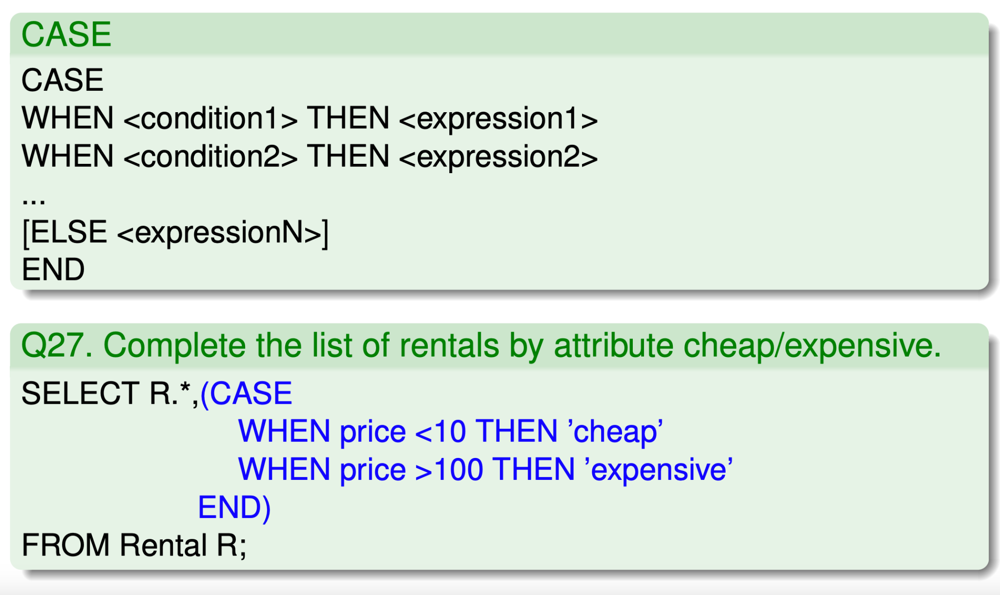 CASE
CASE
WHEN <condition1> THEN <expression1>
WHEN <condition2> THEN <expression2>
...
[ELSE <expressionN>]
END
Q27. Complete the list of rentals by attribute cheap/expensive.
SELECT R.*,(CASE
WHEN price <10 THEN ’cheap’
WHEN price >100 THEN ’expensive’
END)
FROM Rental R;